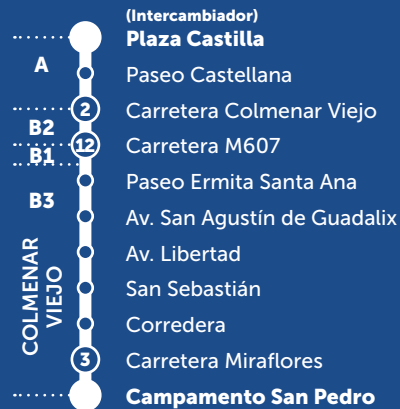 (Intercambiador)
Plaza Castilla
A
Paseo Castellana
2 Carretera Colmenar Viejo
B2
12 Carretera M607
B1
Paseo Ermita Santa Ana
B3
Av. San Agustín de Guadalix
Av. Libertad
COLMENAR
VIEJO
San Sebastián
Corredera
3 Carretera Miraflores
Campamento San Pedro